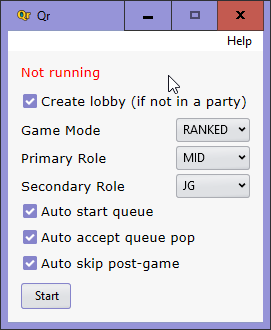 Qr Qr
Help
Not running
Create lobby (if not in a party)
Game Mode RANKED
Primary Role MID
Secondary Role JG
Auto start queue
Auto accept queue pop
Auto skip post-game
Start